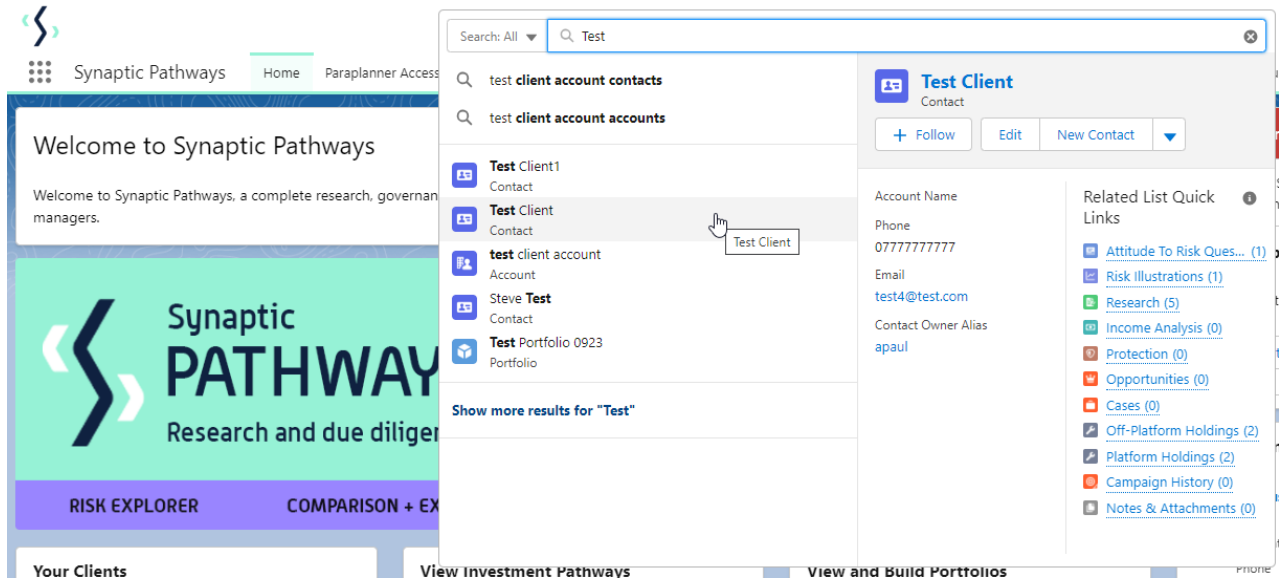 Search: All
Test
Synaptic Pathways
Home
Paraplanner Access
test client account contacts
test client account accounts
Test Client1
Contact
Test Client
Contact
test client account
Account
Steve Test
Contact
Test Portfolio 0923
Portfolio
Show more results for "Test"
Test Client
Test Client
Contact
+ Follow
Edit
New Contact
Account Name
Phone
07777777777
Email
test4@test.com
Contact Owner Alias
apaul
Related List Quick
Links
Attitude To Risk Ques... (1)
Risk Illustrations (1)
Research (5)
Income Analysis (0)
Protection (0)
Opportunities (0)
Cases (0)
Off-Platform Holdings (2)
Platform Holdings (2)
Campaign History (0)
Notes & Attachments (0)
Welcome to Synaptic Pathways
Welcome to Synaptic Pathways, a complete research, governan
managers.
Synaptic
PATHWAY
Research and due diliger
RISK EXPLORER
COMPARISON + EX
Your Clients
View Investment Pathways
View and Build Portfolios
Phone